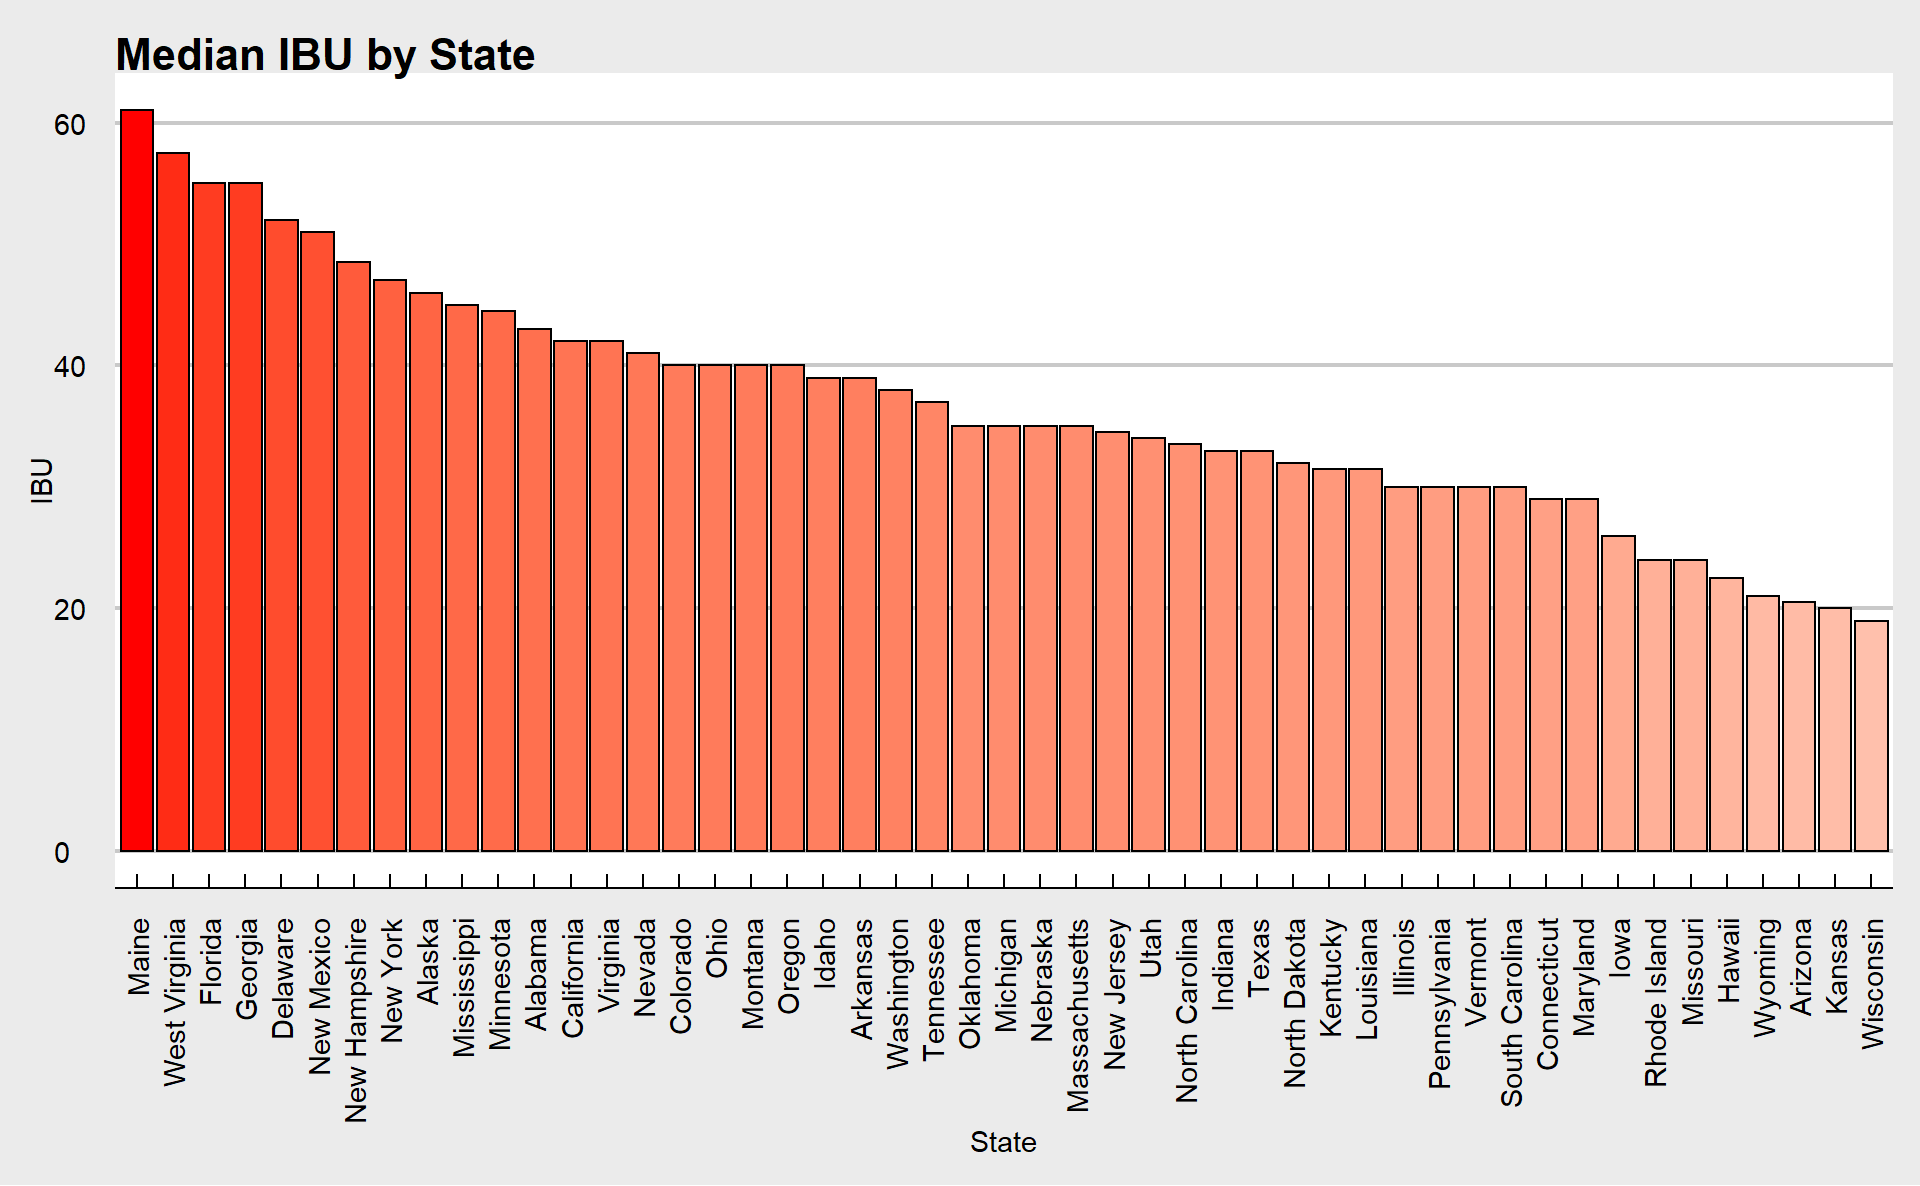 Median IBU by State
60
40
20
0
IBU
Maine
West Virginia
Florida
Georgia
Delaware
New Mexico
New Hampshire
New York
Alaska
Mississippi
Minnesota
Alabama
California
Virginia
Nevada
Colorado
Ohio
Montana
Oregon
Idaho
Arkansas
Washington
Tennessee
Oklahoma
Michigan
Nebraska
Massachusetts
New Jersey
Utah
North Carolina
Indiana
Texas
North Dakota
Kentucky
Louisiana
Illinois
Pennsylvania
Vermont
South Carolina
Connecticut
Maryland
Iowa
Rhode Island
Missouri
Hawaii
Wyoming
Arizona
Kansas
Wisconsin
State